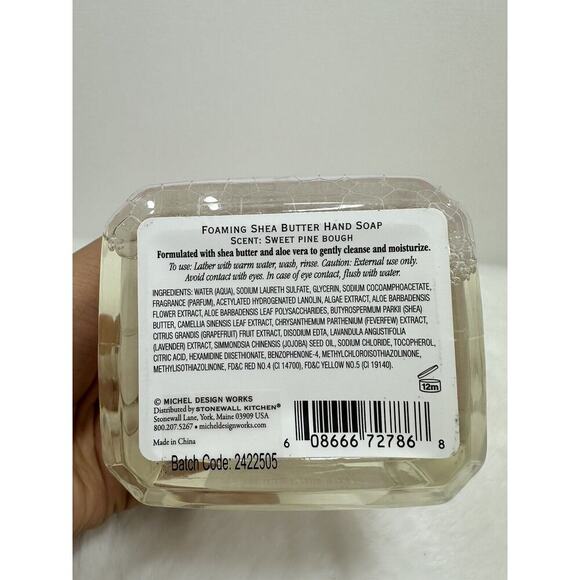 FOAMING SHEA BUTTER HAND SOAP
SCENT: SWEET PINE BOUGH
Formulated with shea butter and aloe vera to gently cleanse and moisturize.
To use: Lather with warm water, wash, rinse. Caution: External use only.
Avoid contact with eyes. In case of eye contact, flush with water.
INGREDIENTS: WATER (AQUA), SODIUM LAURETH SULFATE, GLYCERIN, SODIUM COCOAMPHOACETATE,
FRAGRANCE (PARFUM), ACETYLATED HYDROGENATED LANOLIN, ALGAE EXTRACT, ALOE BARBADENSIS
FLOWER EXTRACT, ALOE BARBADENSIS LEAF POLYSACCHARIDES, BUTYROSPERMUM PARKII (SHEA)
BUTTER, CAMELLIA SINENSIS LEAF EXTRACT, CHRYSANTHEMUM PARTHENIUM (FEVERFEW) EXTRACT,
CITRUS GRANDIS (GRAPEFRUIT) FRUIT EXTRACT, DISODIUM EDTA, LAVANDULA ANGUSTIFOLIA
(LAVENDER) EXTRACT, SIMMONDSIA CHINENSIS (JOJOBA) SEED OIL, SODIUM CHLORIDE, TOCOPHEROL,
CITRIC ACID, HEXAMIDINE DIISETHIONATE, BENZOPHENONE-4, METHYLCHLOROISOTHIAZOLINONE,
METHYLISOTHIAZOLINONE, FD&C RED NO.4 (CI 14700), FD&C YELLOW NO.5 (CI 19140).
12m
© MICHEL DESIGN WORKS
Distributed by STONEWALL KITCHEN®
Stonewall Lane, York, Maine 03909 USA
800.207.5267 • micheldesignworks.com
Made in China
6 08666 72786 8
Batch Code: 2422505